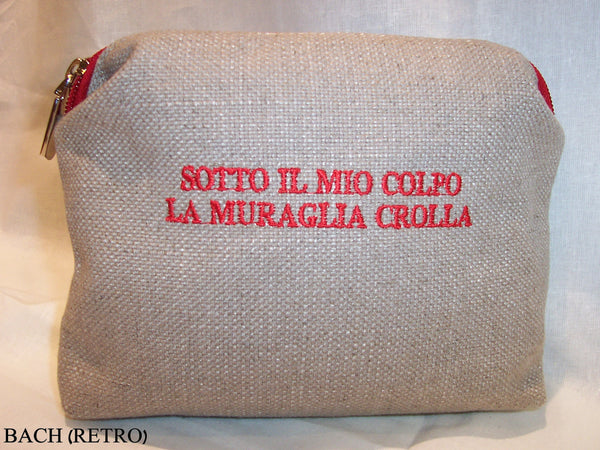 SOTTO IL MIO COLPO
LA MURAGLIA CROLLA
BACH (RETRO)